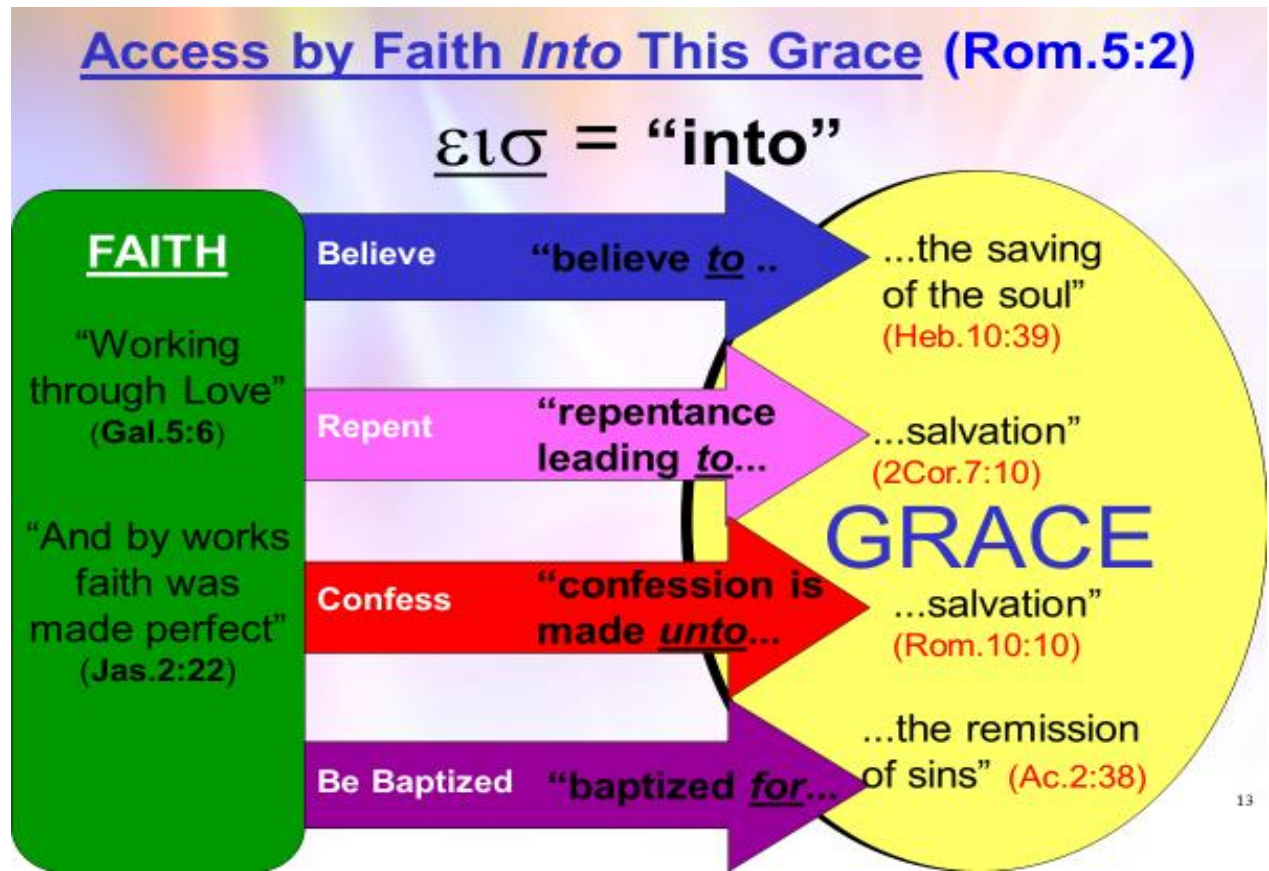 Access by Faith Into This Grace (Rom.5:2)
εισ = “into”
FAITH
“Working
through Love”
(Gal.5:6)
“And by works
faith was
made perfect”
(Jas.2:22)
Believe
“believe to ..
...the saving
of the soul”
(Heb.10:39)
Repent
“repentance
leading to...
...salvation”
(2Cor.7:10)
GRACE
Confess
“confession is
made unto...
...salvation”
(Rom.10:10)
Be Baptized
“baptized for...
...the remission
of sins” (Ac.2:38)
13